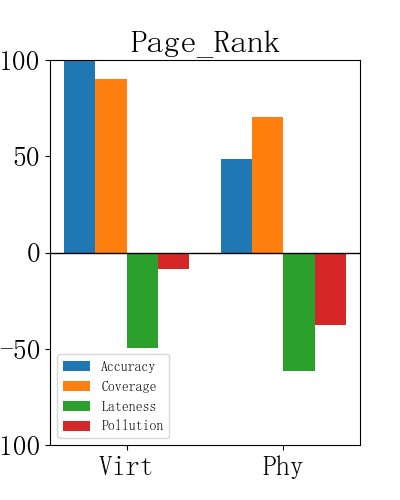 Page_Rank
100
50
0
−50
100
Accuracy
Coverage
Lateness
Pollution
Virt Phy